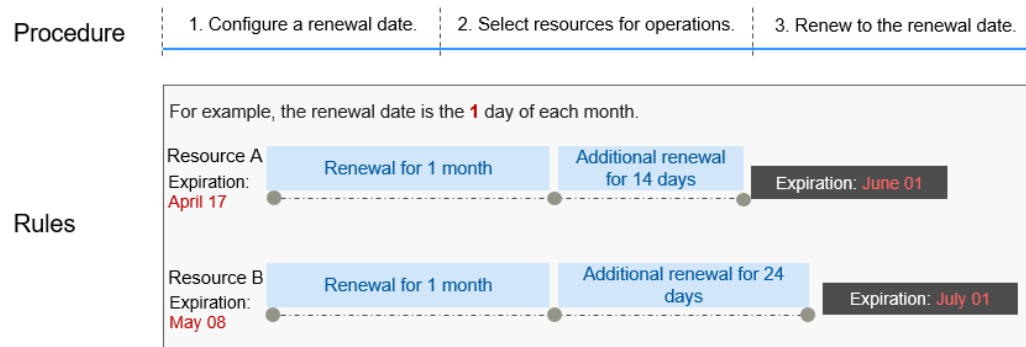 Procedure
1. Configure a renewal date.
2. Select resources for operations.
3. Renew to the renewal date.
Rules
For example, the renewal date is the 1 day of each month.
Resource A
Expiration:
April 17
Renewal for 1 month
Additional renewal
for 14 days
Expiration: June 01
Resource B
Expiration:
May 08
Renewal for 1 month
Additional renewal for 24
days
Expiration: July 01